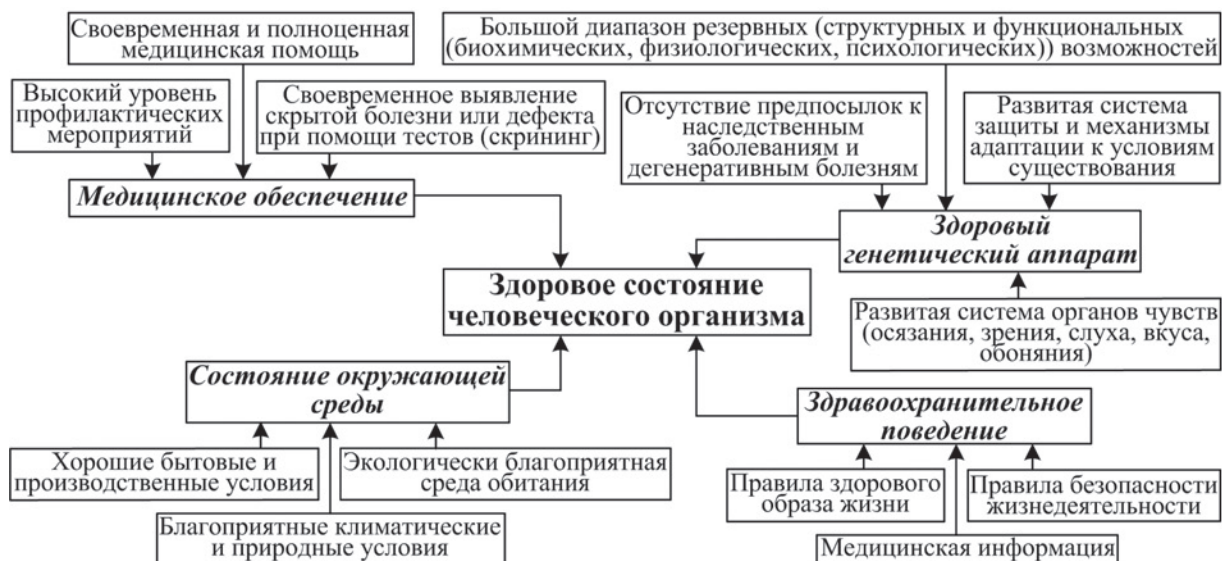 Своевременная и полноценная
медицинская помощь
Большой диапазон резервных (структурных и функциональных
(биохимических, физиологических, психологических)) возможностей
Высокий уровень
профилактических
мероприятий
Своевременное выявление
скрытой болезни или дефекта
при помощи тестов (скрининг)
Отсутствие предпосылок к
наследственным
заболеваниям и
дегенеративным болезням
Развитая система
защиты и механизмы
адаптации к условиям
существования
Медицинское обеспечение
Здоровый
генетический аппарат
Здоровое состояние
человеческого организма
Развитая система органов чувств
(осязания, зрения, слуха, вкуса,
обоняния)
Состояние окружающей
среды
Здравоохранительное
поведение
Хорошие бытовые и
производственные условия
Экологически благоприятная
среда обитания
Благоприятные климатические
и природные условия
Правила здорового
образа жизни
Правила безопасности
жизнедеятельности
Медицинская информация